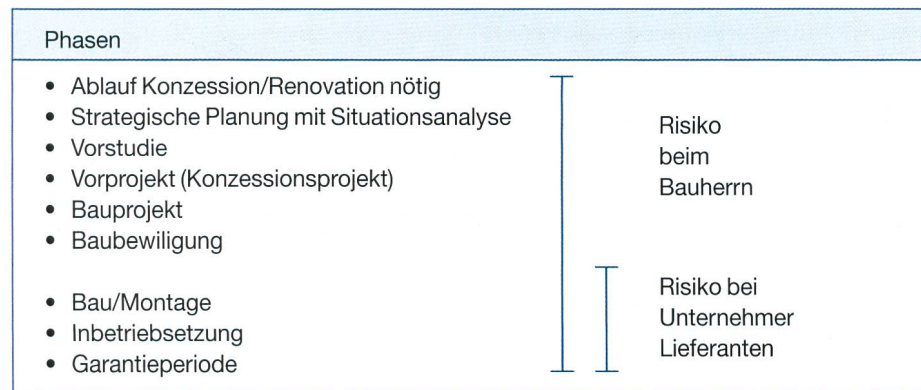 Phasen
• Ablauf Konzession/Renovation nötig
• Strategische Planung mit Situationsanalyse
• Vorstudie
• Vorprojekt (Konzessionsprojekt)
• Bauprojekt
• Baubewiligung
• Bau/Montage
• Inbetriebsetzung
• Garantieperiode
Risiko
beim
Bauherrn
Risiko bei
Unternehmer
Lieferanten